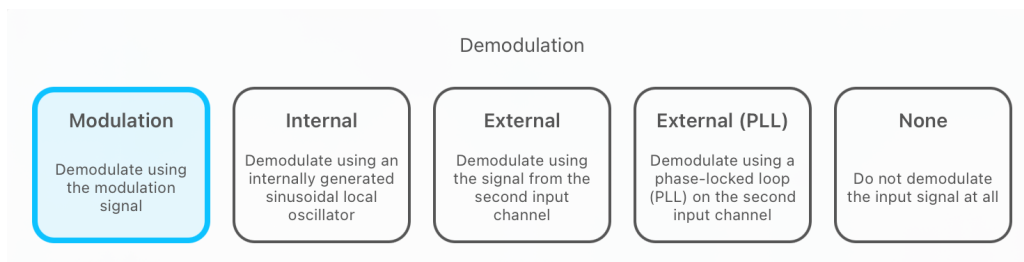 Demodulation
Modulation
Demodulate using
the modulation
signal
Internal
Demodulate using an
internally generated
sinusoidal local
oscillator
External
Demodulate using
the signal from the
second input
channel
External (PLL)
Demodulate using a
phase-locked loop
(PLL) on the second
input channel
None
Do not demodulate
the input signal at all